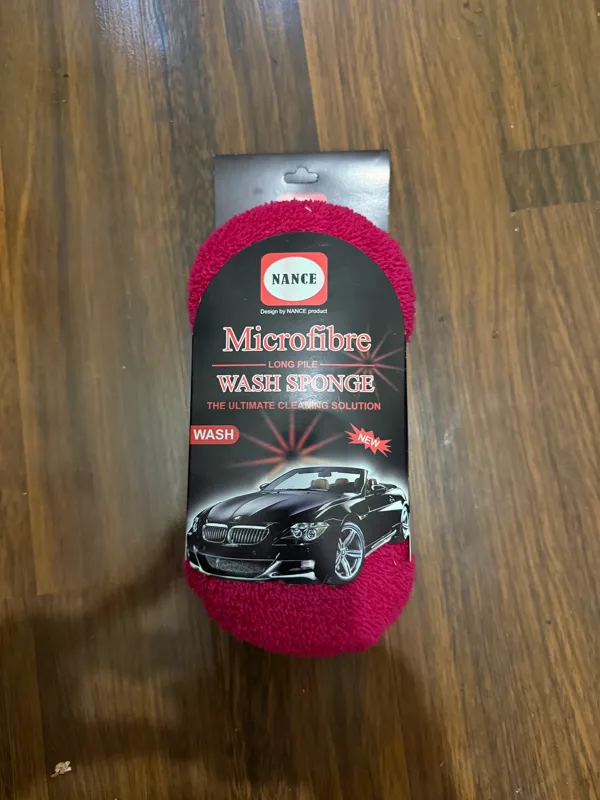 NANCE
Design by NANCE product
Microfibre
LONG PILE
WASH SPONGE
THE ULTIMATE CLEANING SOLUTION
WASH
NEW